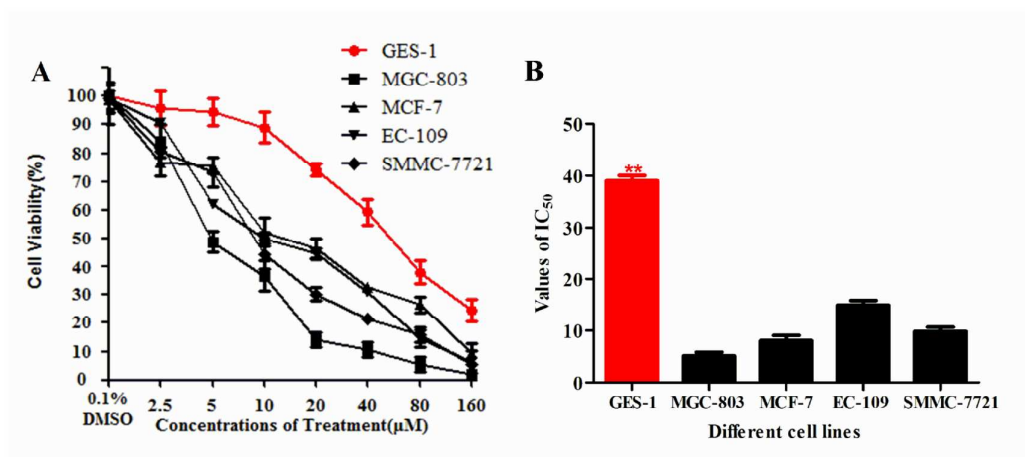 A
GES-1
MGC-803
MCF-7
EC-109
SMMC-7721
Cell Viability(%)
100
90
80
70
60
50
40
30
20
10
0
0.1% DMSO 2.5 5 10 20 40 80 160
Concentrations of Treatment(μM)
B
Values of IC50
50
40
30
20
10
0
**
GES-1 MGC-803 MCF-7 EC-109 SMMC-7721
Different cell lines